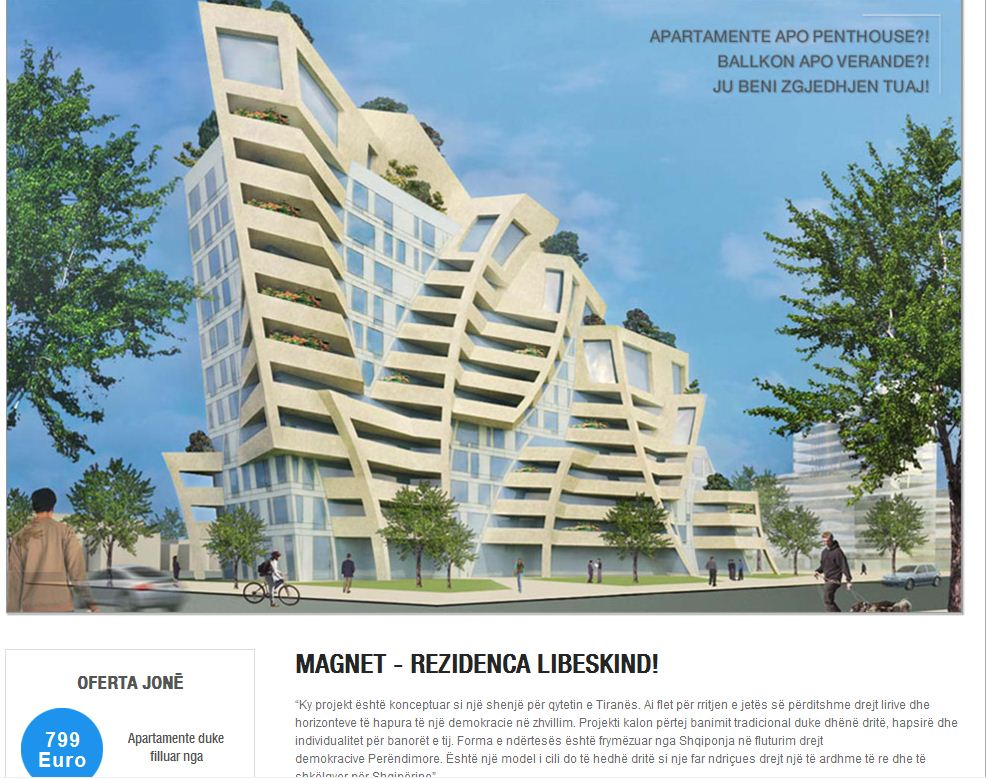 APARTAMENTE APO PENTHOUSE?!
BALLKON APO VERANDE?!
JU BENI ZGJEDHJEN TUAJ!
MAGNET - REZIDENCA LIBESKIND!
OFERTA JONË
799
Euro
Apartamente duke
filluar nga
“Ky projekt është konceptuar si një shenjë për qytetin e Tiranës. Ai flet për rritjen e jetës së përditshme drejt lirive dhe
horizonteve të hapura të një demokracie në zhvillim. Projekti kalon përtej banimit tradicional duke dhënë dritë, hapsirë dhe
individualitet për banorët e tij. Forma e ndërtesës është frymëzuar nga Shqiponja në fluturim drejt
demokracive Perëndimore. Është një model i cili do të hedhë dritë si nje far ndriçues drejt një të ardhme të re dhe të
shkëlqyer për Shqipërine”